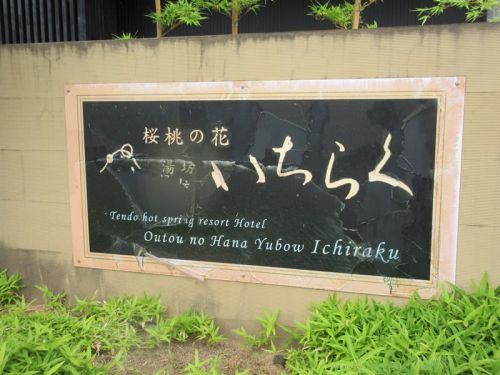 桜桃の花
湯坊 いちらく
Tendo hot spring resort Hotel
Outou no Hana Yubow Ichiraku